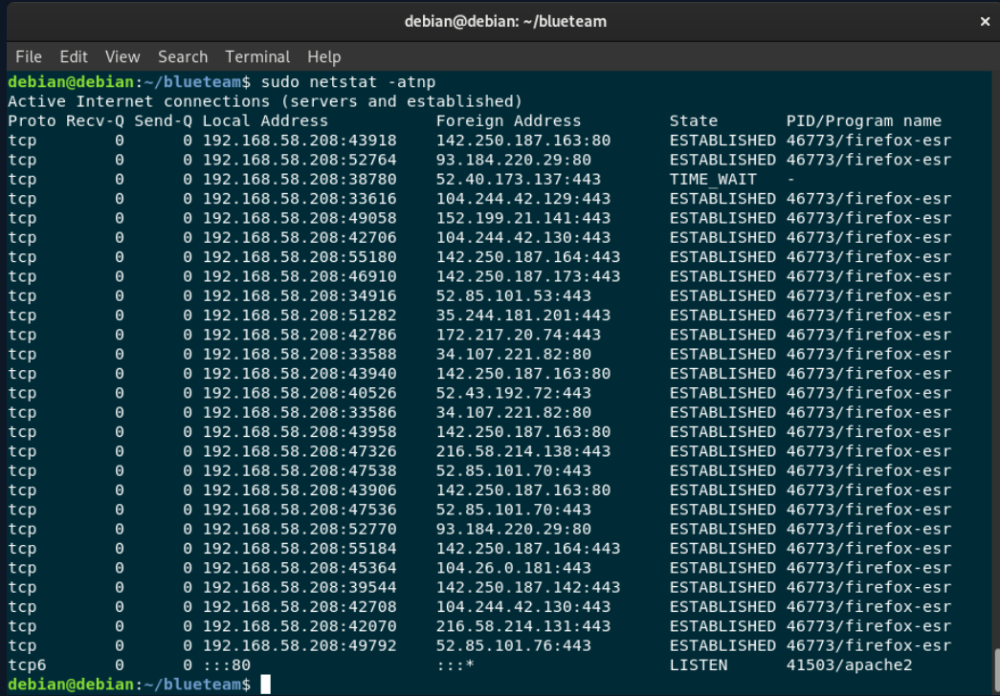 debian@debian: ~/blueteam ×
File Edit View Search Terminal Help
debian@debian:~/blueteam$ sudo netstat -atnp
Active Internet connections (servers and established)
Proto Recv-Q Send-Q Local Address Foreign Address State PID/Program name
tcp 0 0 192.168.58.208:43918 142.250.187.163:80 ESTABLISHED 46773/firefox-esr
tcp 0 0 192.168.58.208:52764 93.184.220.29:80 ESTABLISHED 46773/firefox-esr
tcp 0 0 192.168.58.208:38780 52.40.173.137:443 TIME_WAIT -
tcp 0 0 192.168.58.208:33616 104.244.42.129:443 ESTABLISHED 46773/firefox-esr
tcp 0 0 192.168.58.208:49058 152.199.21.141:443 ESTABLISHED 46773/firefox-esr
tcp 0 0 192.168.58.208:42706 104.244.42.130:443 ESTABLISHED 46773/firefox-esr
tcp 0 0 192.168.58.208:55180 142.250.187.164:443 ESTABLISHED 46773/firefox-esr
tcp 0 0 192.168.58.208:46910 142.250.187.173:443 ESTABLISHED 46773/firefox-esr
tcp 0 0 192.168.58.208:34916 52.85.101.53:443 ESTABLISHED 46773/firefox-esr
tcp 0 0 192.168.58.208:51282 35.244.181.201:443 ESTABLISHED 46773/firefox-esr
tcp 0 0 192.168.58.208:42786 172.217.20.74:443 ESTABLISHED 46773/firefox-esr
tcp 0 0 192.168.58.208:33588 34.107.221.82:80 ESTABLISHED 46773/firefox-esr
tcp 0 0 192.168.58.208:43940 142.250.187.163:80 ESTABLISHED 46773/firefox-esr
tcp 0 0 192.168.58.208:40526 52.43.192.72:443 ESTABLISHED 46773/firefox-esr
tcp 0 0 192.168.58.208:33586 34.107.221.82:80 ESTABLISHED 46773/firefox-esr
tcp 0 0 192.168.58.208:43958 142.250.187.163:80 ESTABLISHED 46773/firefox-esr
tcp 0 0 192.168.58.208:47326 216.58.214.138:443 ESTABLISHED 46773/firefox-esr
tcp 0 0 192.168.58.208:47538 52.85.101.70:443 ESTABLISHED 46773/firefox-esr
tcp 0 0 192.168.58.208:43906 142.250.187.163:80 ESTABLISHED 46773/firefox-esr
tcp 0 0 192.168.58.208:47536 52.85.101.70:443 ESTABLISHED 46773/firefox-esr
tcp 0 0 192.168.58.208:52770 93.184.220.29:80 ESTABLISHED 46773/firefox-esr
tcp 0 0 192.168.58.208:55184 142.250.187.164:443 ESTABLISHED 46773/firefox-esr
tcp 0 0 192.168.58.208:45364 104.26.0.181:443 ESTABLISHED 46773/firefox-esr
tcp 0 0 192.168.58.208:39544 142.250.187.142:443 ESTABLISHED 46773/firefox-esr
tcp 0 0 192.168.58.208:42708 104.244.42.130:443 ESTABLISHED 46773/firefox-esr
tcp 0 0 192.168.58.208:42070 216.58.214.131:443 ESTABLISHED 46773/firefox-esr
tcp 0 0 192.168.58.208:49792 52.85.101.76:443 ESTABLISHED 46773/firefox-esr
tcp6 0 0 :::80 :::* LISTEN 41503/apache2
debian@debian:~/blueteam$